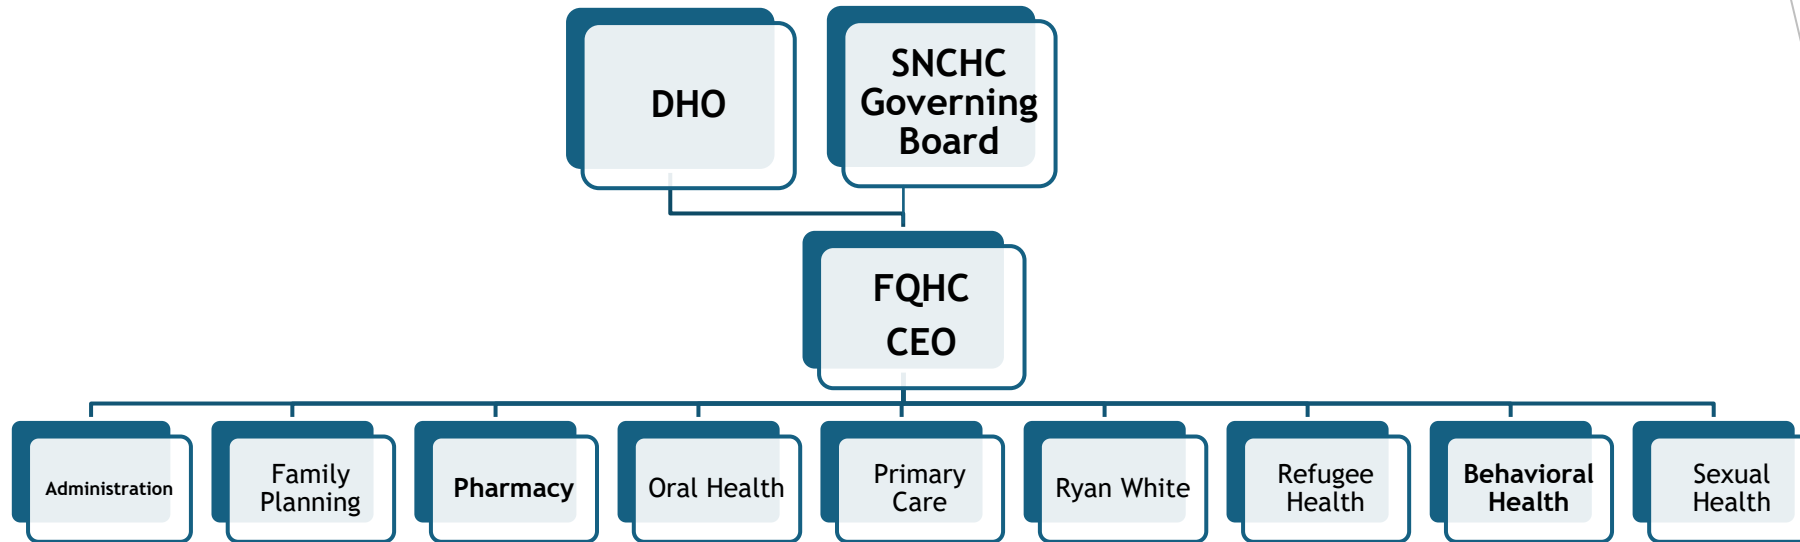 DHO
SNCHC
Governing
Board
FQHC
CEO
Administration
Family
Planning
Pharmacy
Oral Health
Primary
Care
Ryan White
Refugee
Health
Behavioral
Health
Sexual
Health